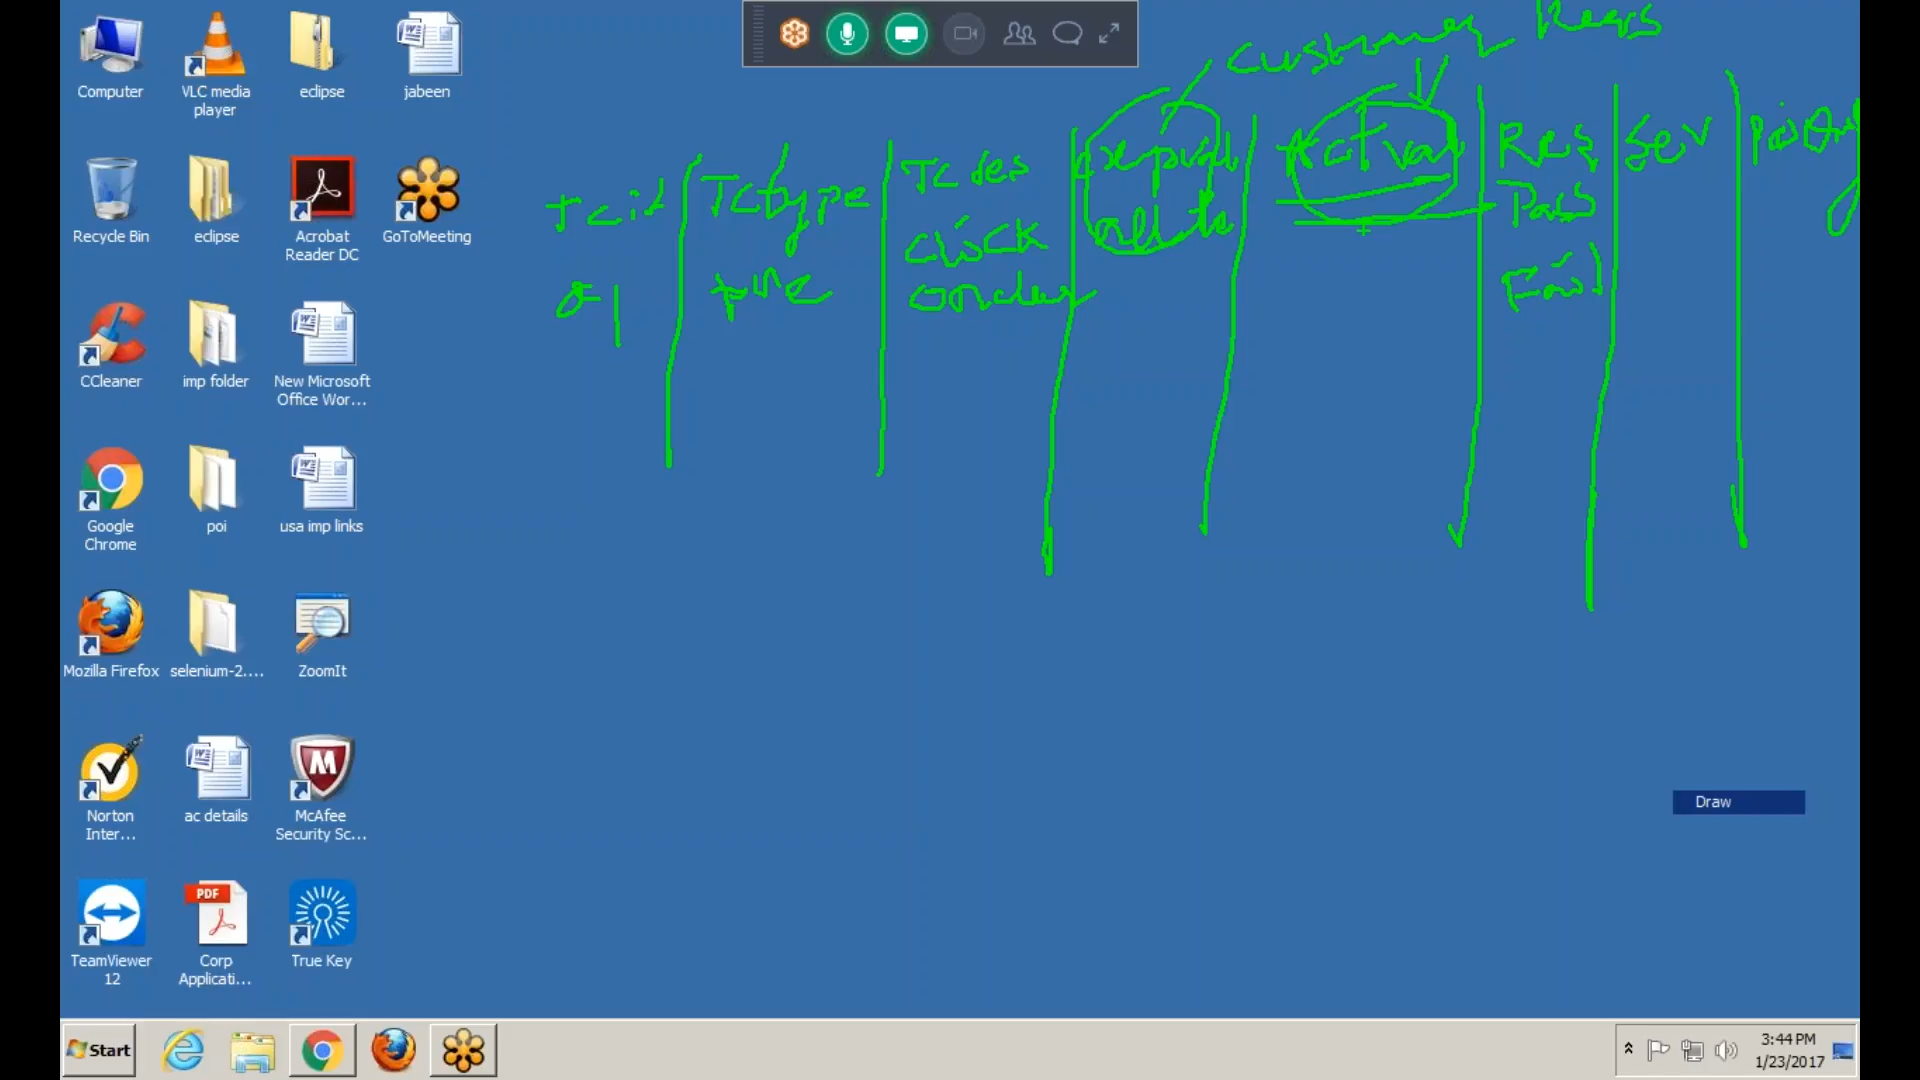 Computer
VLC media
player
eclipse
jabeen
Recycle Bin
eclipse
Acrobat
Reader DC
GoToMeeting
CCleaner
imp folder
New Microsoft
Office Wor...
Google
Chrome
poi
usa imp links
Mozilla Firefox
selenium-2....
ZoomIt
Norton
Inter...
ac details
McAfee
Security Sc...
TeamViewer
12
PDF
Corp
Applicati...
True Key
Customer Reqs
Tcid
Tctype
Tc des
Actval
Res
Sev
click
Pass
Fail
Draw
Start
3:44 PM
1/23/2017